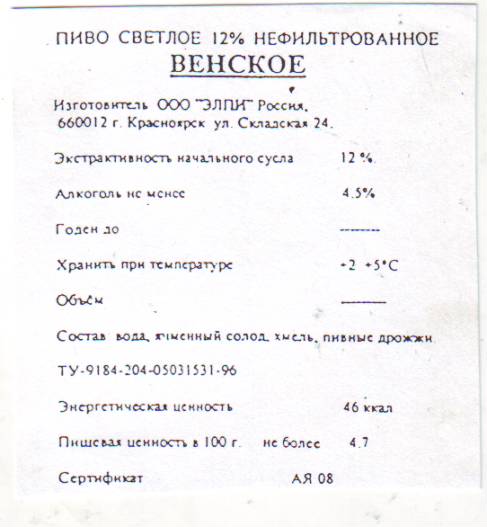 ПИВО СВЕТЛОЕ 12% НЕФИЛЬТРОВАННОЕ
ВЕНСКОЕ
Изготовитель ООО "ЭЛПИ" Россия,
660012 г. Красноярск ул. Складская 24.
Экстрактивность начального сусла 12 %.
Алкоголь не менее 4.5%
Годен до --------
Хранить при температуре +2 +5°С
Объём --------
Состав вода, ячменный солод, хмель, пивные дрожжи
ТУ-9184-204-05031531-96
Энергетическая ценность 46 ккал
Пищевая ценность в 100 г. не более 4.7
Сертификат АЯ 08